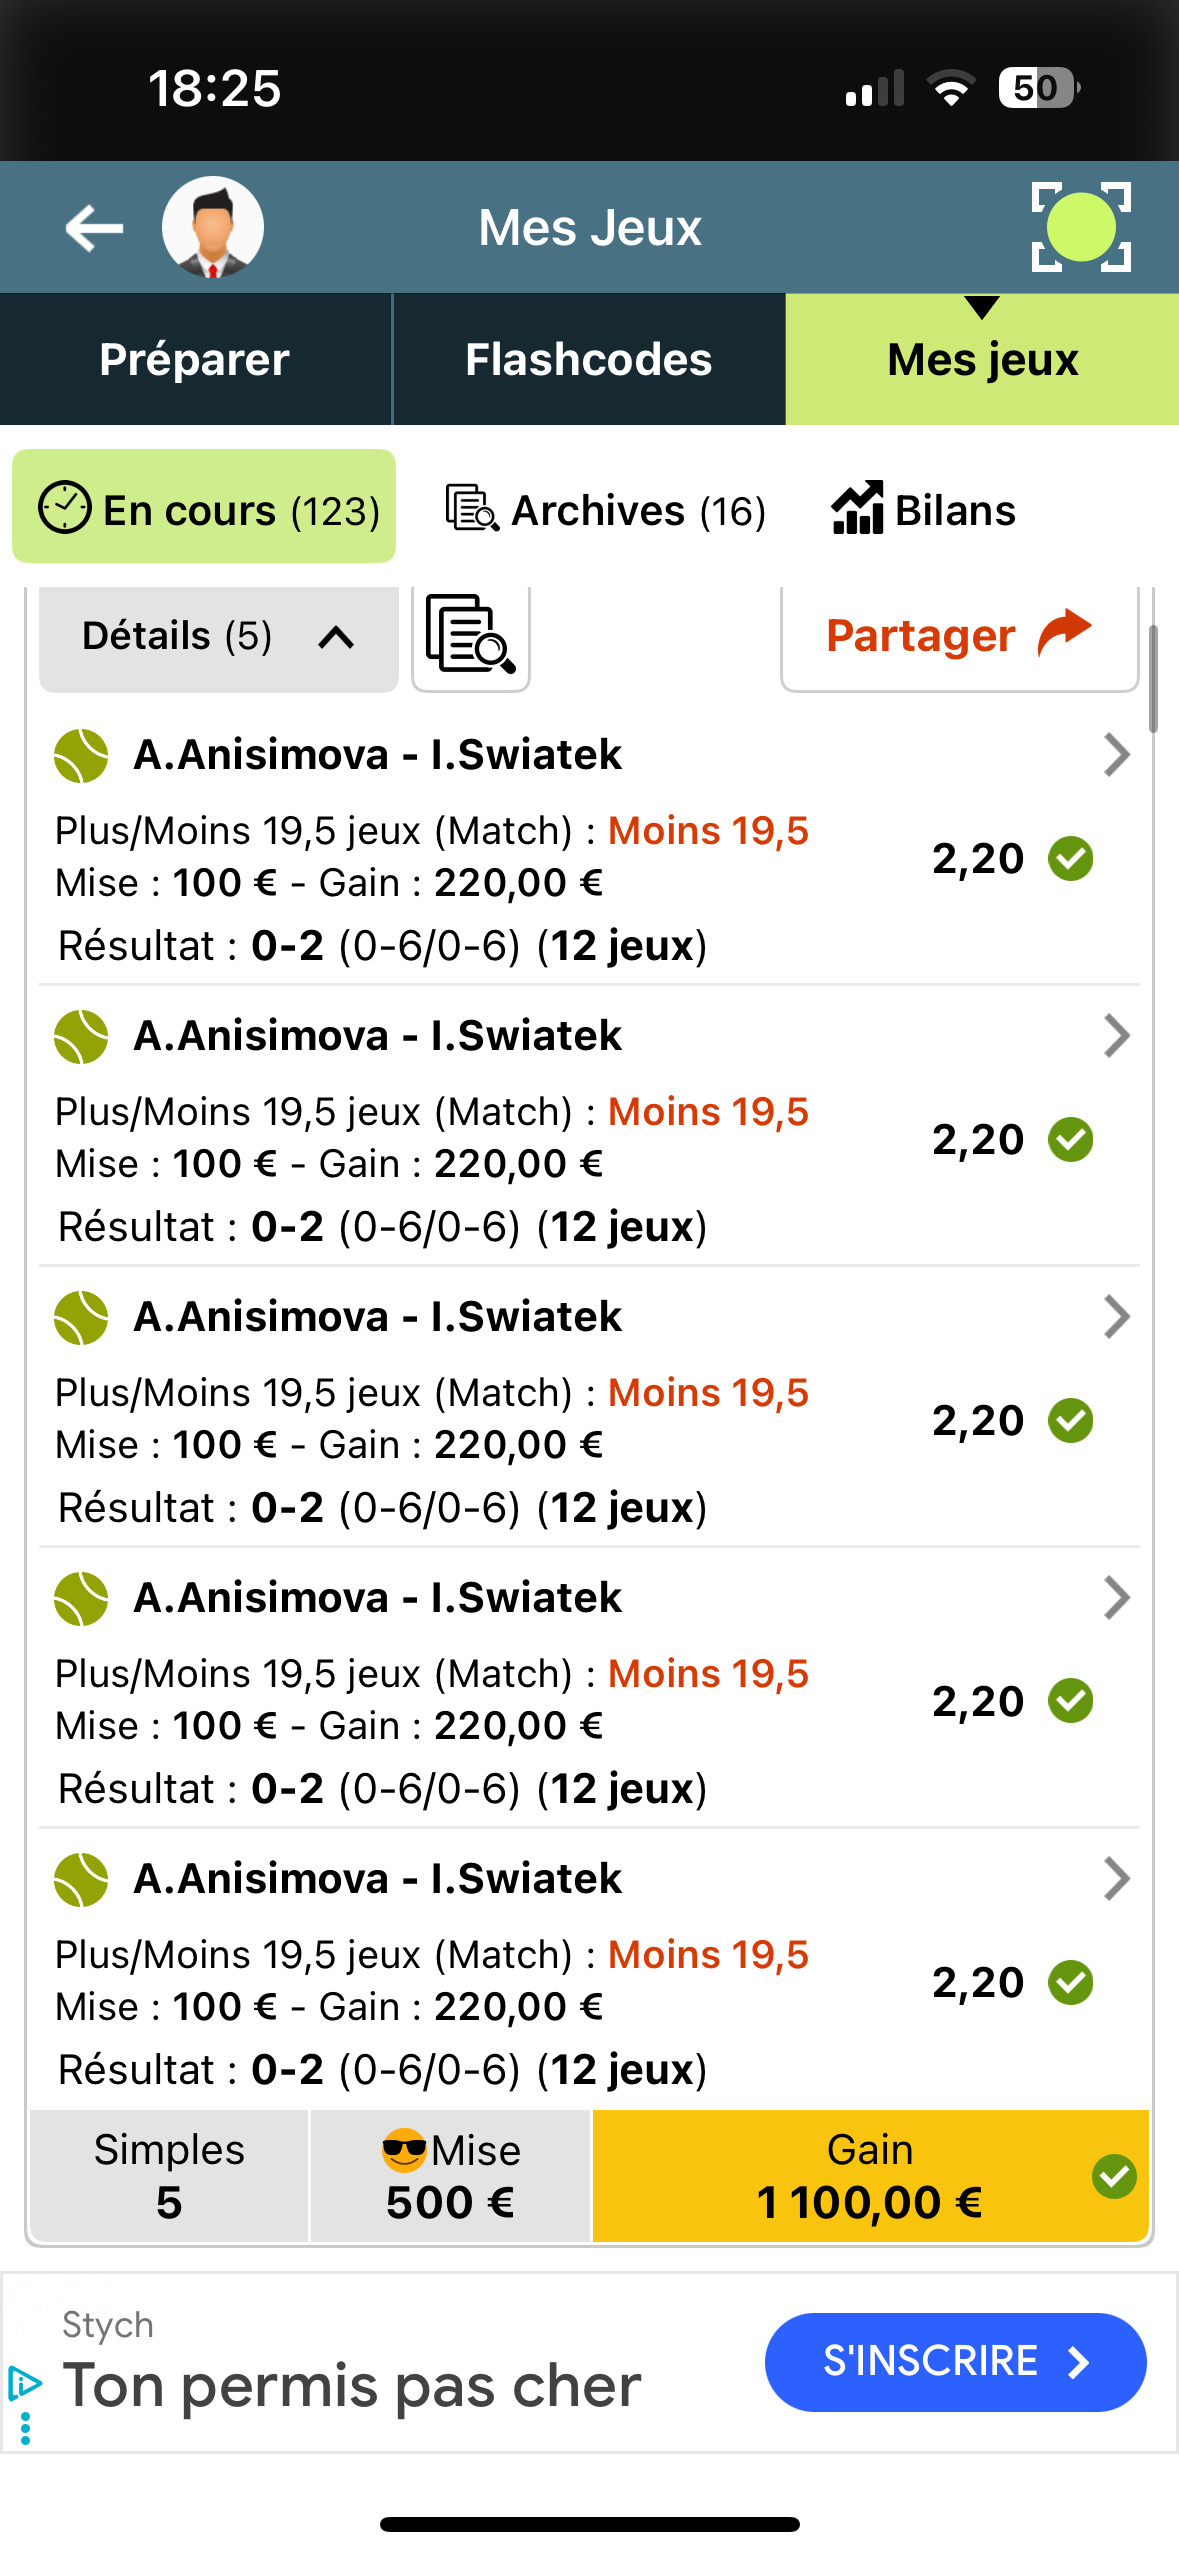 18:25
50
Mes Jeux
Préparer
Flashcodes
Mes jeux
En cours (123)
Archives (16)
Bilans
Détails (5)
Partager
A.Anisimova - I.Swiatek
Plus/Moins 19,5 jeux (Match) : Moins 19,5
Mise : 100 € - Gain : 220,00 €
2,20
Résultat : 0-2 (0-6/0-6) (12 jeux)
A.Anisimova - I.Swiatek
Plus/Moins 19,5 jeux (Match) : Moins 19,5
Mise : 100 € - Gain : 220,00 €
2,20
Résultat : 0-2 (0-6/0-6) (12 jeux)
A.Anisimova - I.Swiatek
Plus/Moins 19,5 jeux (Match) : Moins 19,5
Mise : 100 € - Gain : 220,00 €
2,20
Résultat : 0-2 (0-6/0-6) (12 jeux)
A.Anisimova - I.Swiatek
Plus/Moins 19,5 jeux (Match) : Moins 19,5
Mise : 100 € - Gain : 220,00 €
2,20
Résultat : 0-2 (0-6/0-6) (12 jeux)
A.Anisimova - I.Swiatek
Plus/Moins 19,5 jeux (Match) : Moins 19,5
Mise : 100 € - Gain : 220,00 €
2,20
Résultat : 0-2 (0-6/0-6) (12 jeux)
Simples
5
😎Mise
500 €
Gain
1 100,00 €
Stych
Ton permis pas cher
S'INSCRIRE